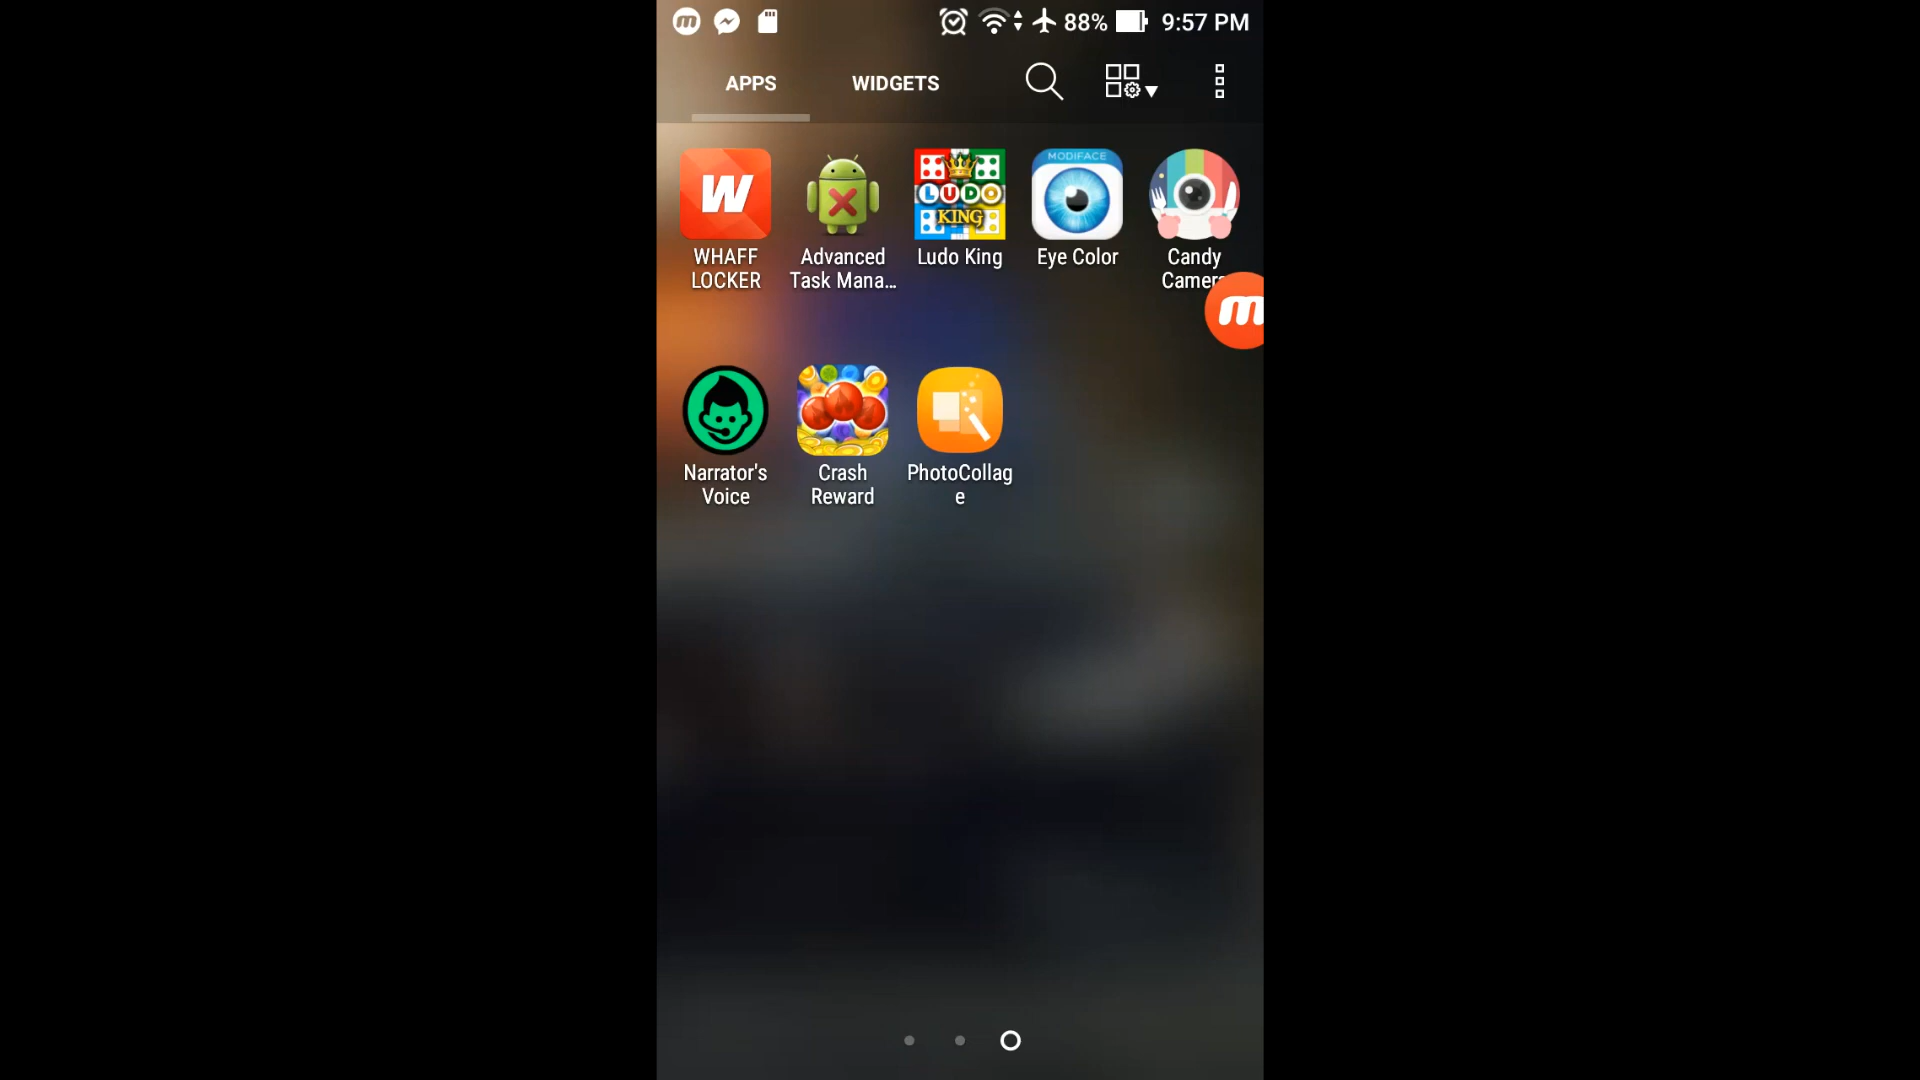 88% 9:57 PM
APPS WIDGETS
W
MODIFACE
LUDO
KING
WHAFF
LOCKER
Advanced
Task Mana...
Ludo King
Eye Color
Candy
Camer
m
Narrator's
Voice
Crash
Reward
PhotoCollag
e